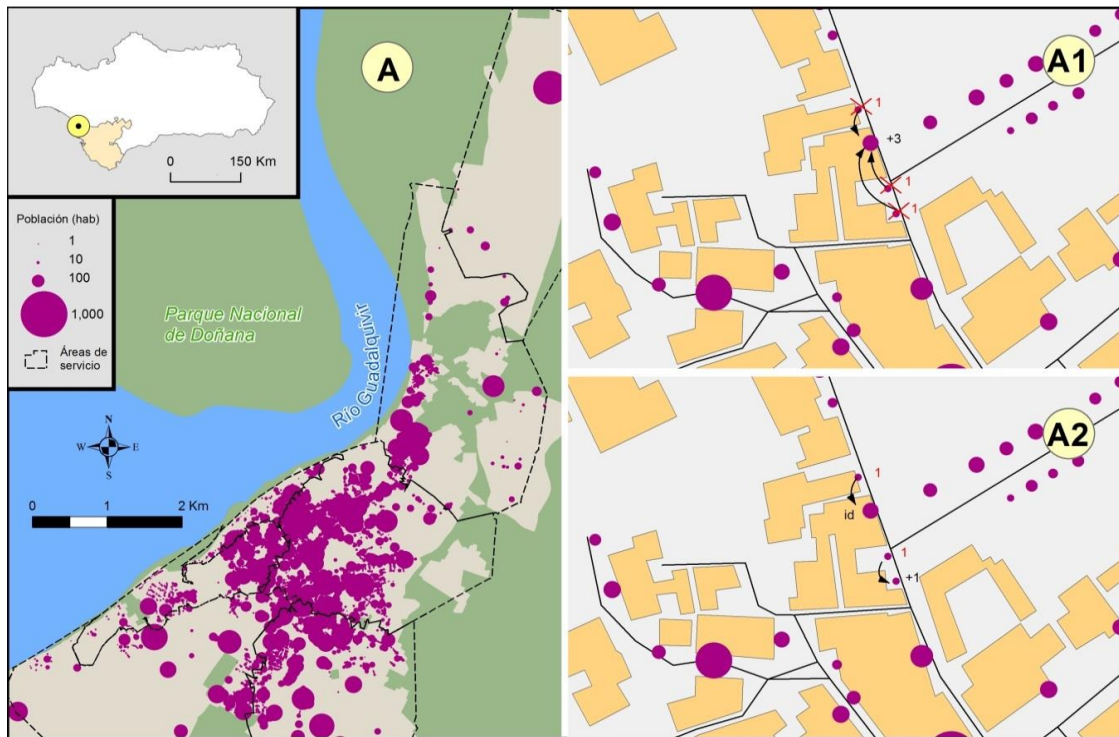 A
0 150 Km
Población (hab)
1
10
100
1,000
Áreas de
servicio
Parque Nacional
de Doñana
Río Guadalquivir
N
W E
S
0 1 2 Km
A1
1
+3
1
1
A2
1
id
1
+1